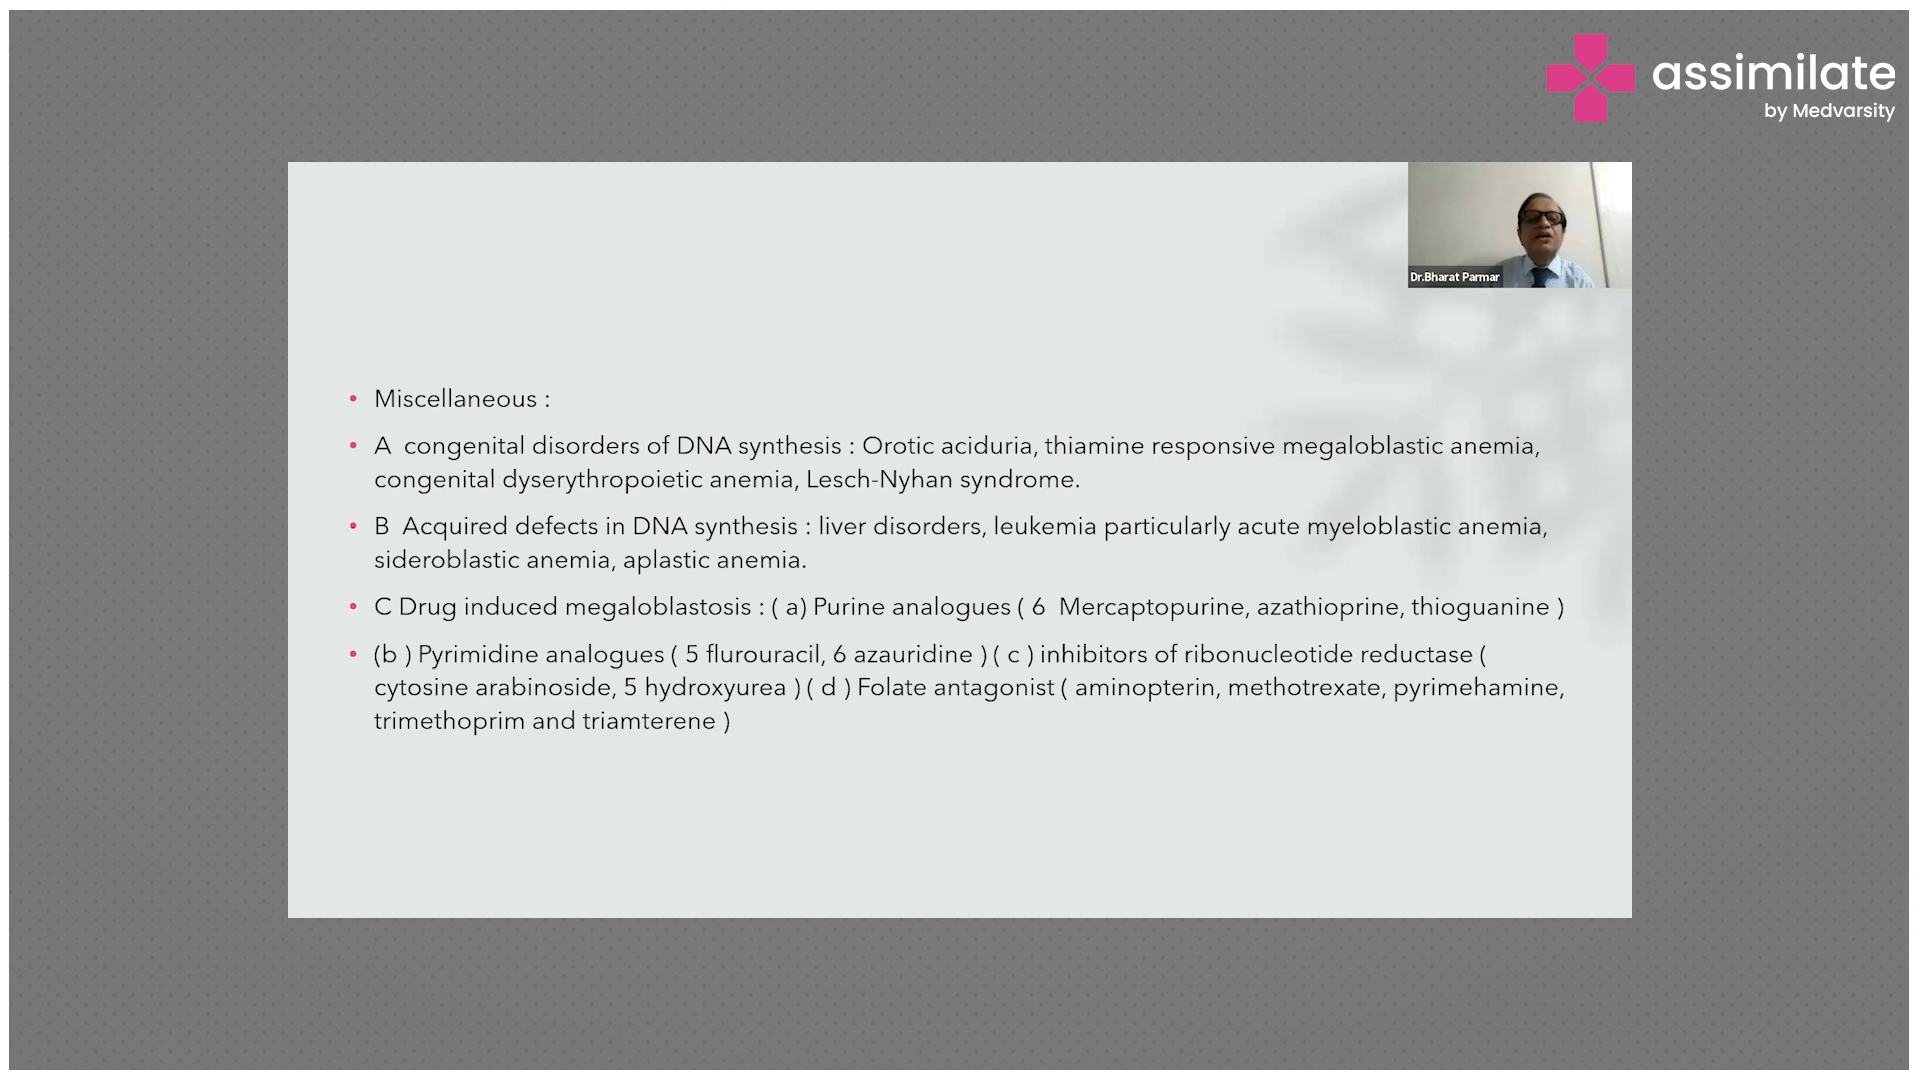 assimilate
by Medvarsity
Dr.Bharat Parmar
• Miscellaneous :
• A congenital disorders of DNA synthesis : Orotic aciduria, thiamine responsive megaloblastic anemia,
congenital dyserythropoietic anemia, Lesch-Nyhan syndrome.
• B Acquired defects in DNA synthesis : liver disorders, leukemia particularly acute myeloblastic anemia,
sideroblastic anemia, aplastic anemia.
• C Drug induced megaloblastosis : ( a) Purine analogues ( 6 Mercaptopurine, azathioprine, thioguanine )
• (b ) Pyrimidine analogues ( 5 flurouracil, 6 azauridine ) ( c ) inhibitors of ribonucleotide reductase (
cytosine arabinoside, 5 hydroxyurea ) ( d ) Folate antagonist ( aminopterin, methotrexate, pyrimehamine,
trimethoprim and triamterene )